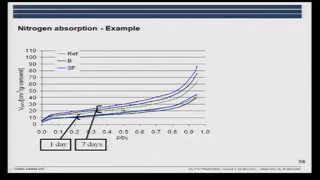 Nitrogen absorption - Example
110
100
90
80
70
60
50
40
30
20
10
0
Ref
B
GF
0.0 0.1 0.2 0.3 0.4 0.5 0.6 0.7 0.8 0.9 1.0
1 day
7 days
56